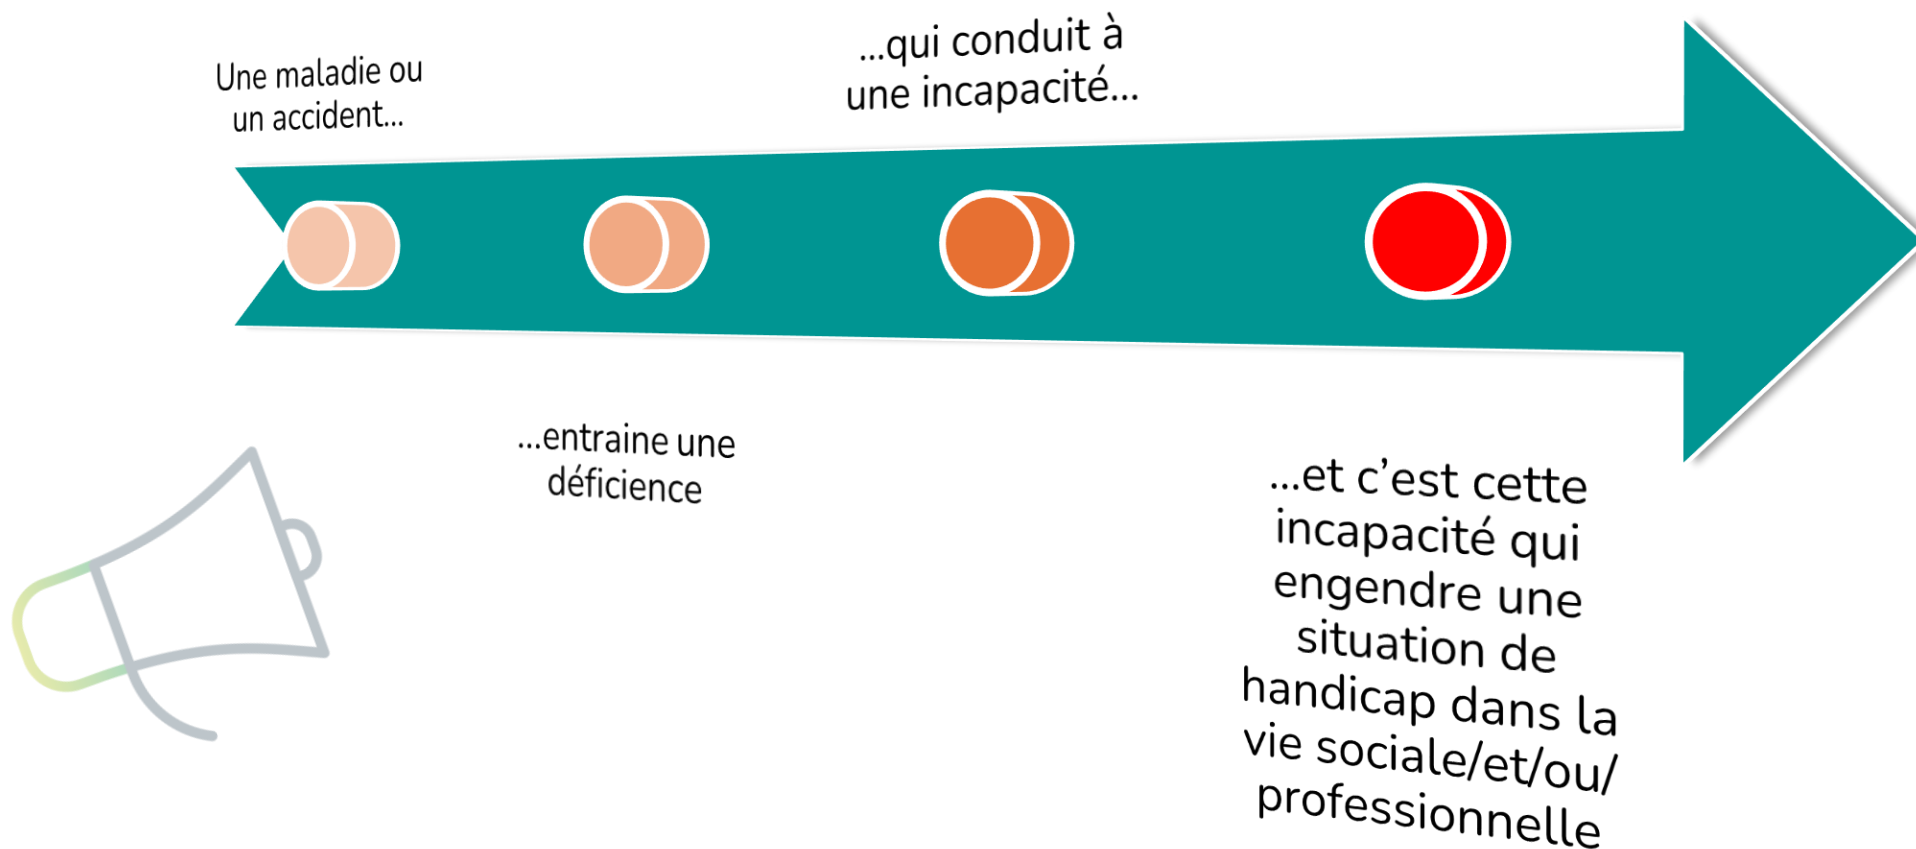 Une maladie ou
un accident...
...entraine une
déficience
...qui conduit à
une incapacité...
...et c’est cette
incapacité qui
engendre une
situation de
handicap dans la
vie sociale/et/ou/
professionnelle